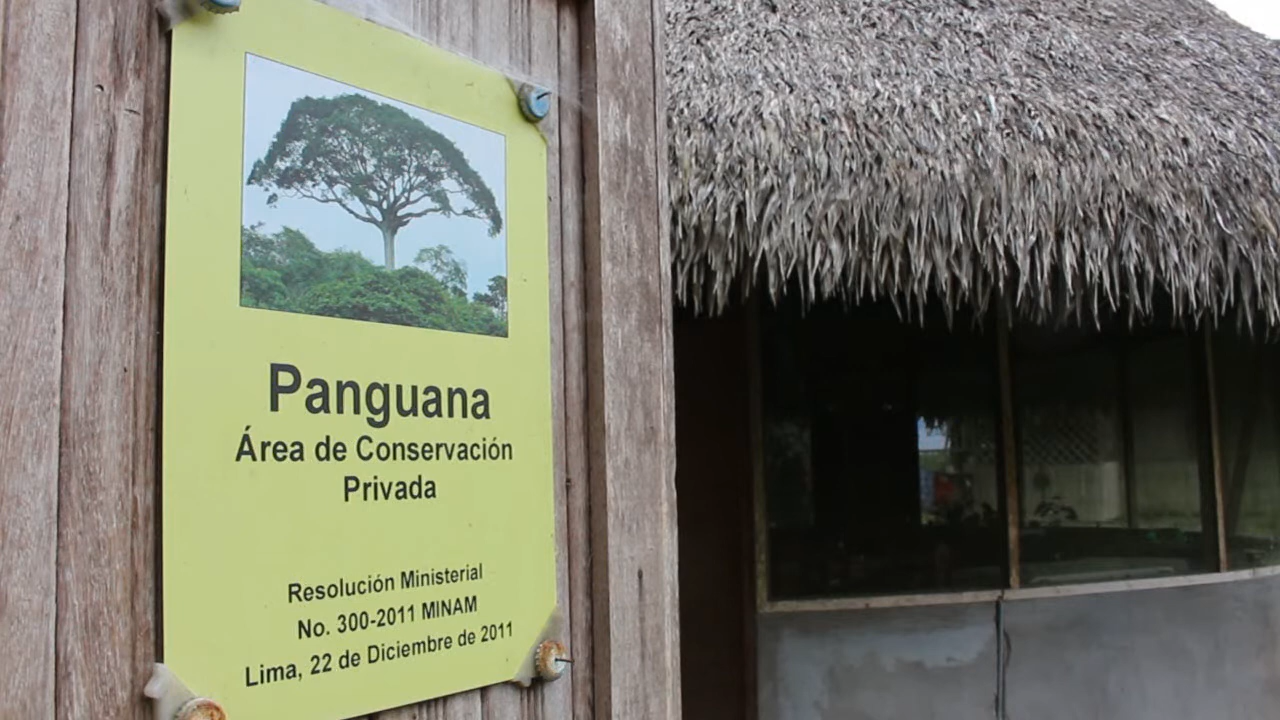 Panguana
Área de Conservación
Privada
Resolución Ministerial
No. 300-2011 MINAM
Lima, 22 de Diciembre de 2011